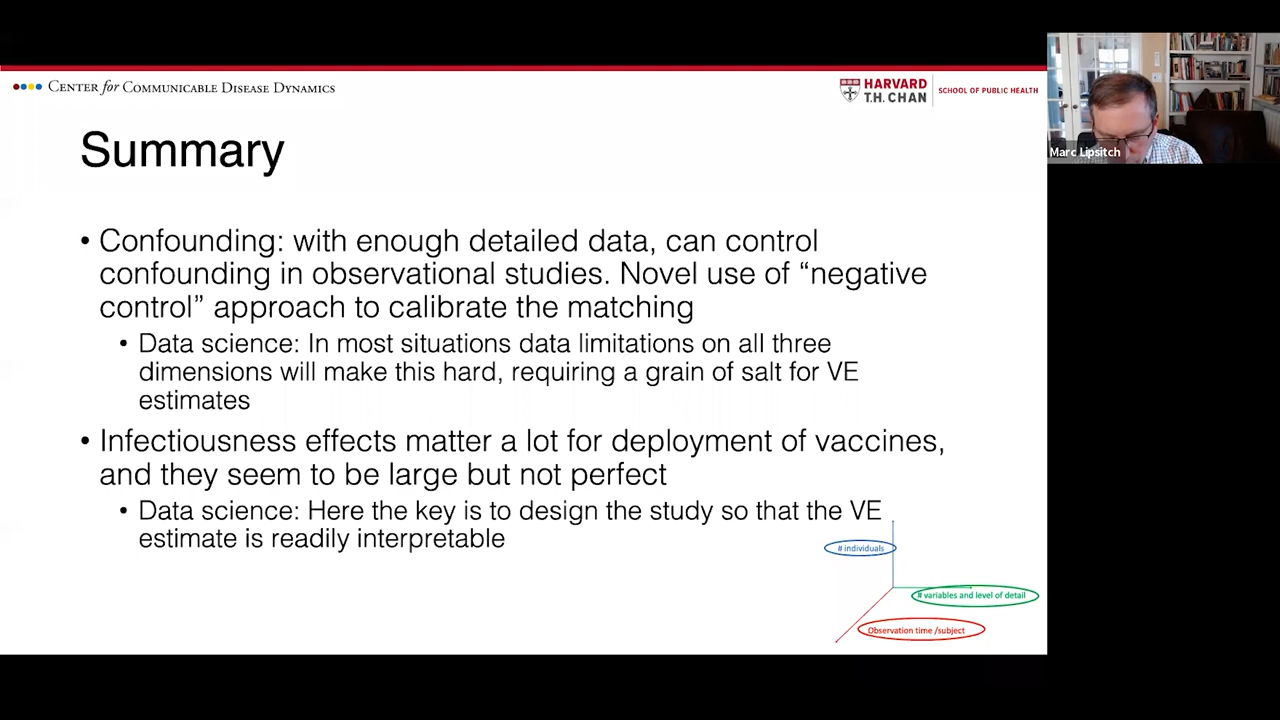 CENTER for COMMUNICABLE DISEASE DYNAMICS
HARVARD
T.H. CHAN
SCHOOL OF PUBLIC HEALTH
Marc Lipsitch
Summary
• Confounding: with enough detailed data, can control
confounding in observational studies. Novel use of “negative
control” approach to calibrate the matching
• Data science: In most situations data limitations on all three
dimensions will make this hard, requiring a grain of salt for VE
estimates
• Infectiousness effects matter a lot for deployment of vaccines,
and they seem to be large but not perfect
• Data science: Here the key is to design the study so that the VE
estimate is readily interpretable
# individuals
# variables and level of detail
Observation time /subject